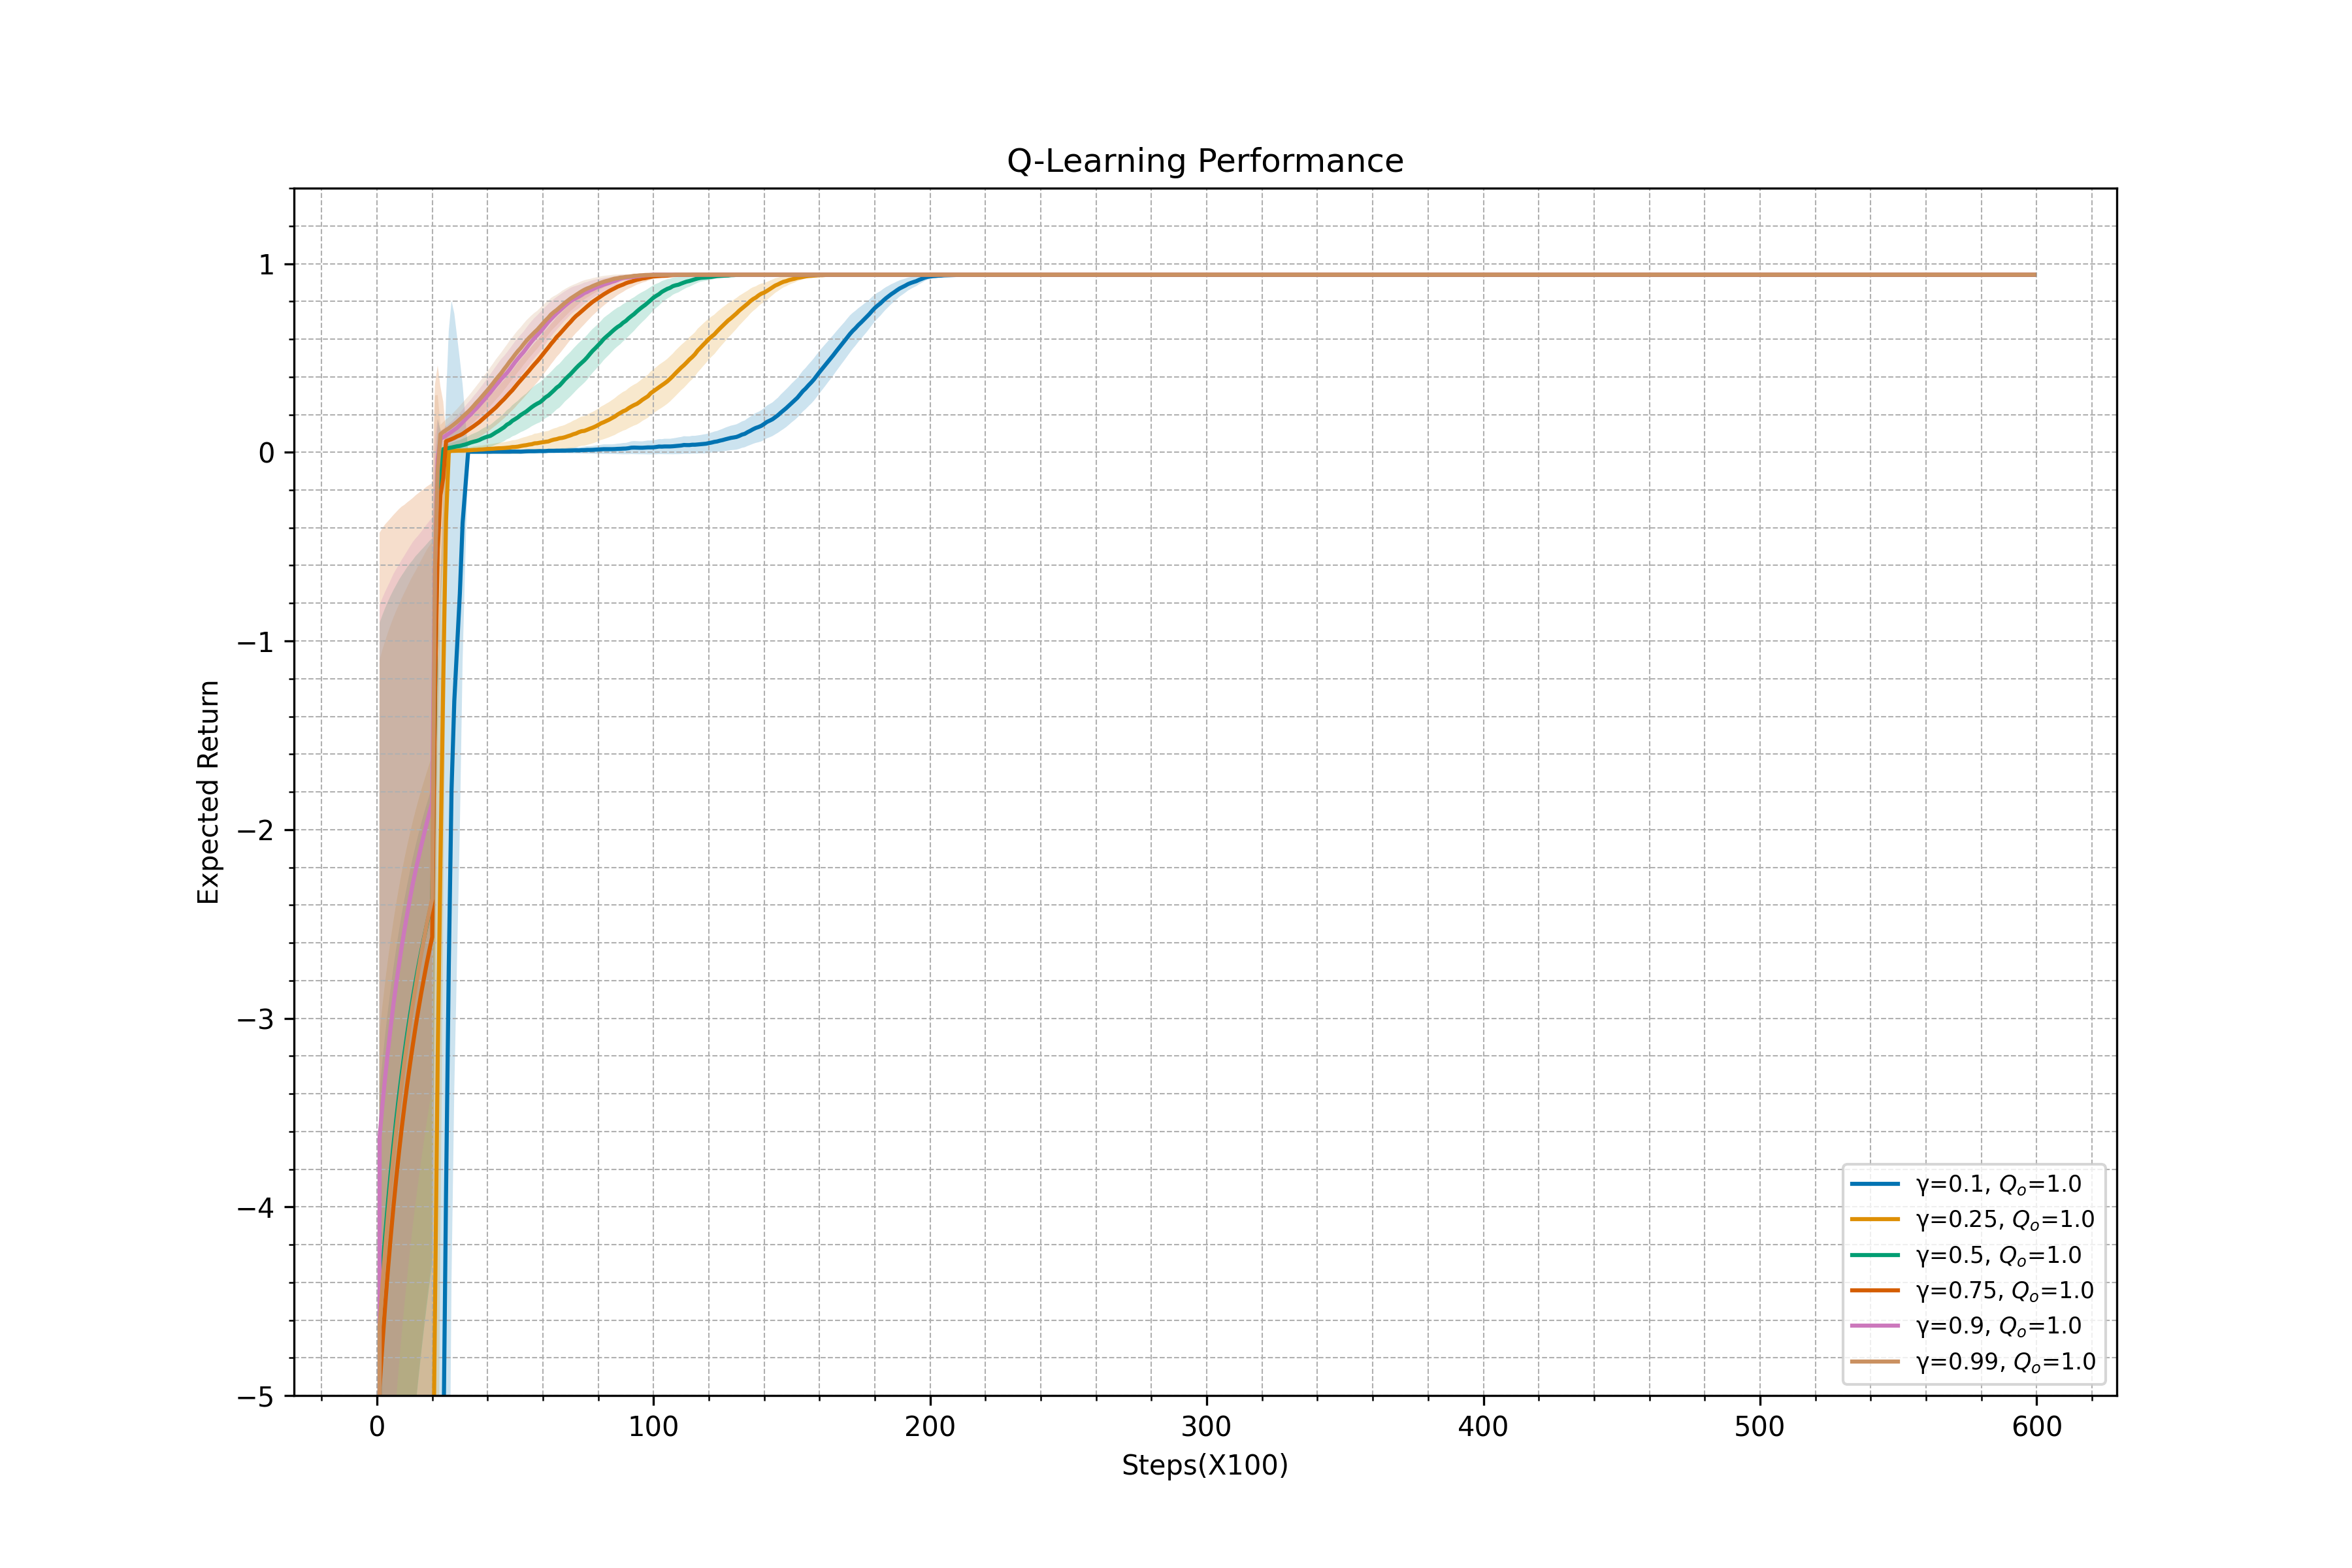 Q-Learning Performance
Expected Return
1
0
−1
−2
−3
−4
−5
0 100 200 300 400 500 600
Steps(X100)
γ=0.1, Qₒ=1.0
γ=0.25, Qₒ=1.0
γ=0.5, Qₒ=1.0
γ=0.75, Qₒ=1.0
γ=0.9, Qₒ=1.0
γ=0.99, Qₒ=1.0